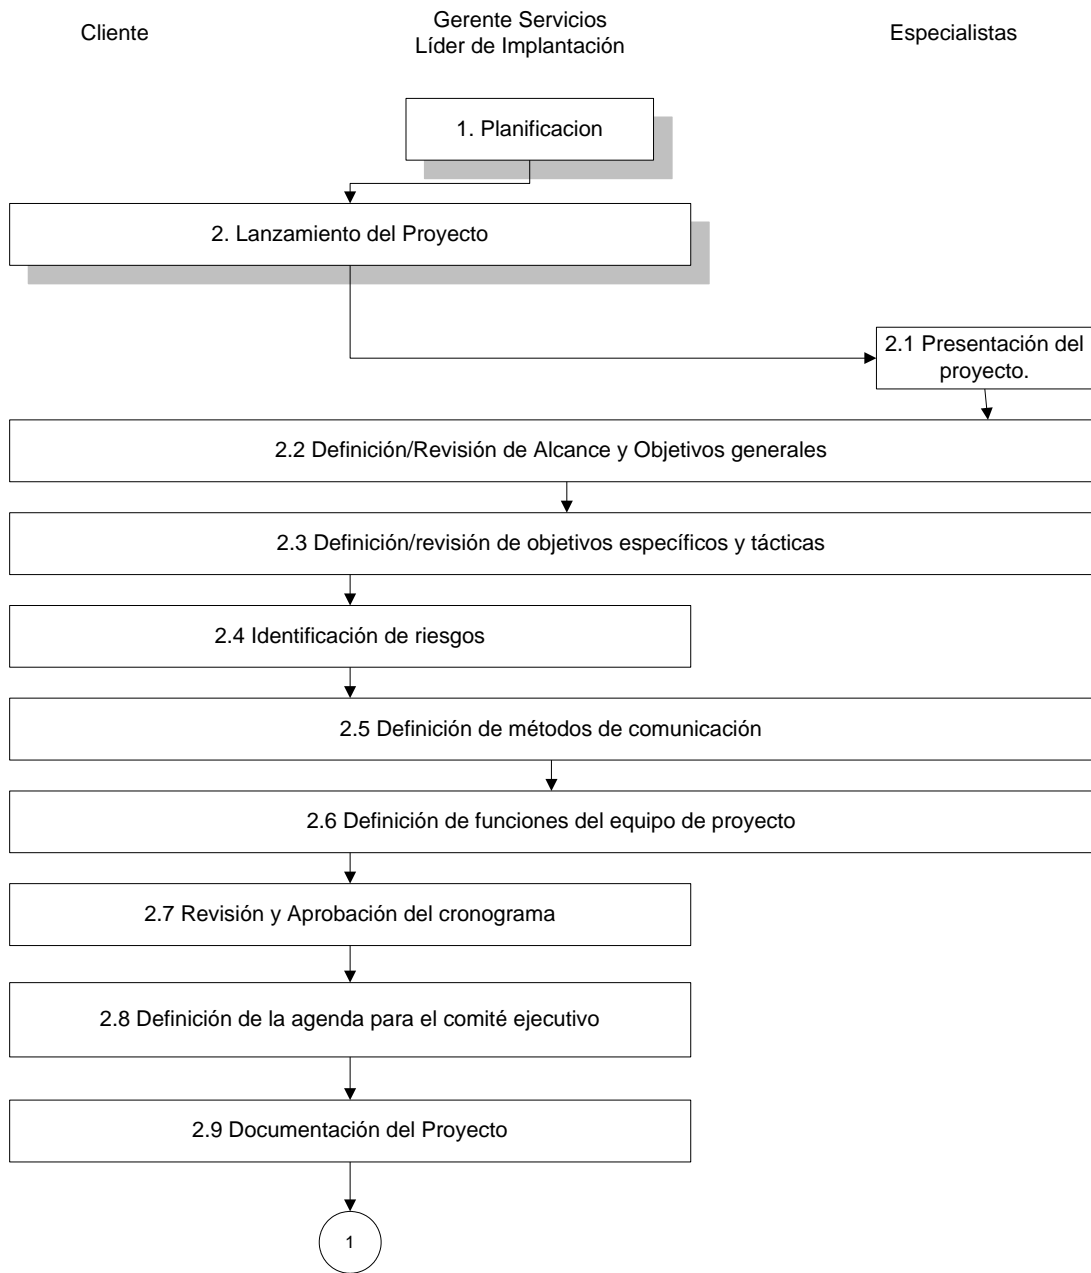 Cliente
Gerente Servicios
Líder de Implantación
Especialistas
1. Planificacion
2. Lanzamiento del Proyecto
2.1 Presentación del
proyecto.
2.2 Definición/Revisión de Alcance y Objetivos generales
2.3 Definición/revisión de objetivos específicos y tácticas
2.4 Identificación de riesgos
2.5 Definición de métodos de comunicación
2.6 Definición de funciones del equipo de proyecto
2.7 Revisión y Aprobación del cronograma
2.8 Definición de la agenda para el comité ejecutivo
2.9 Documentación del Proyecto
1